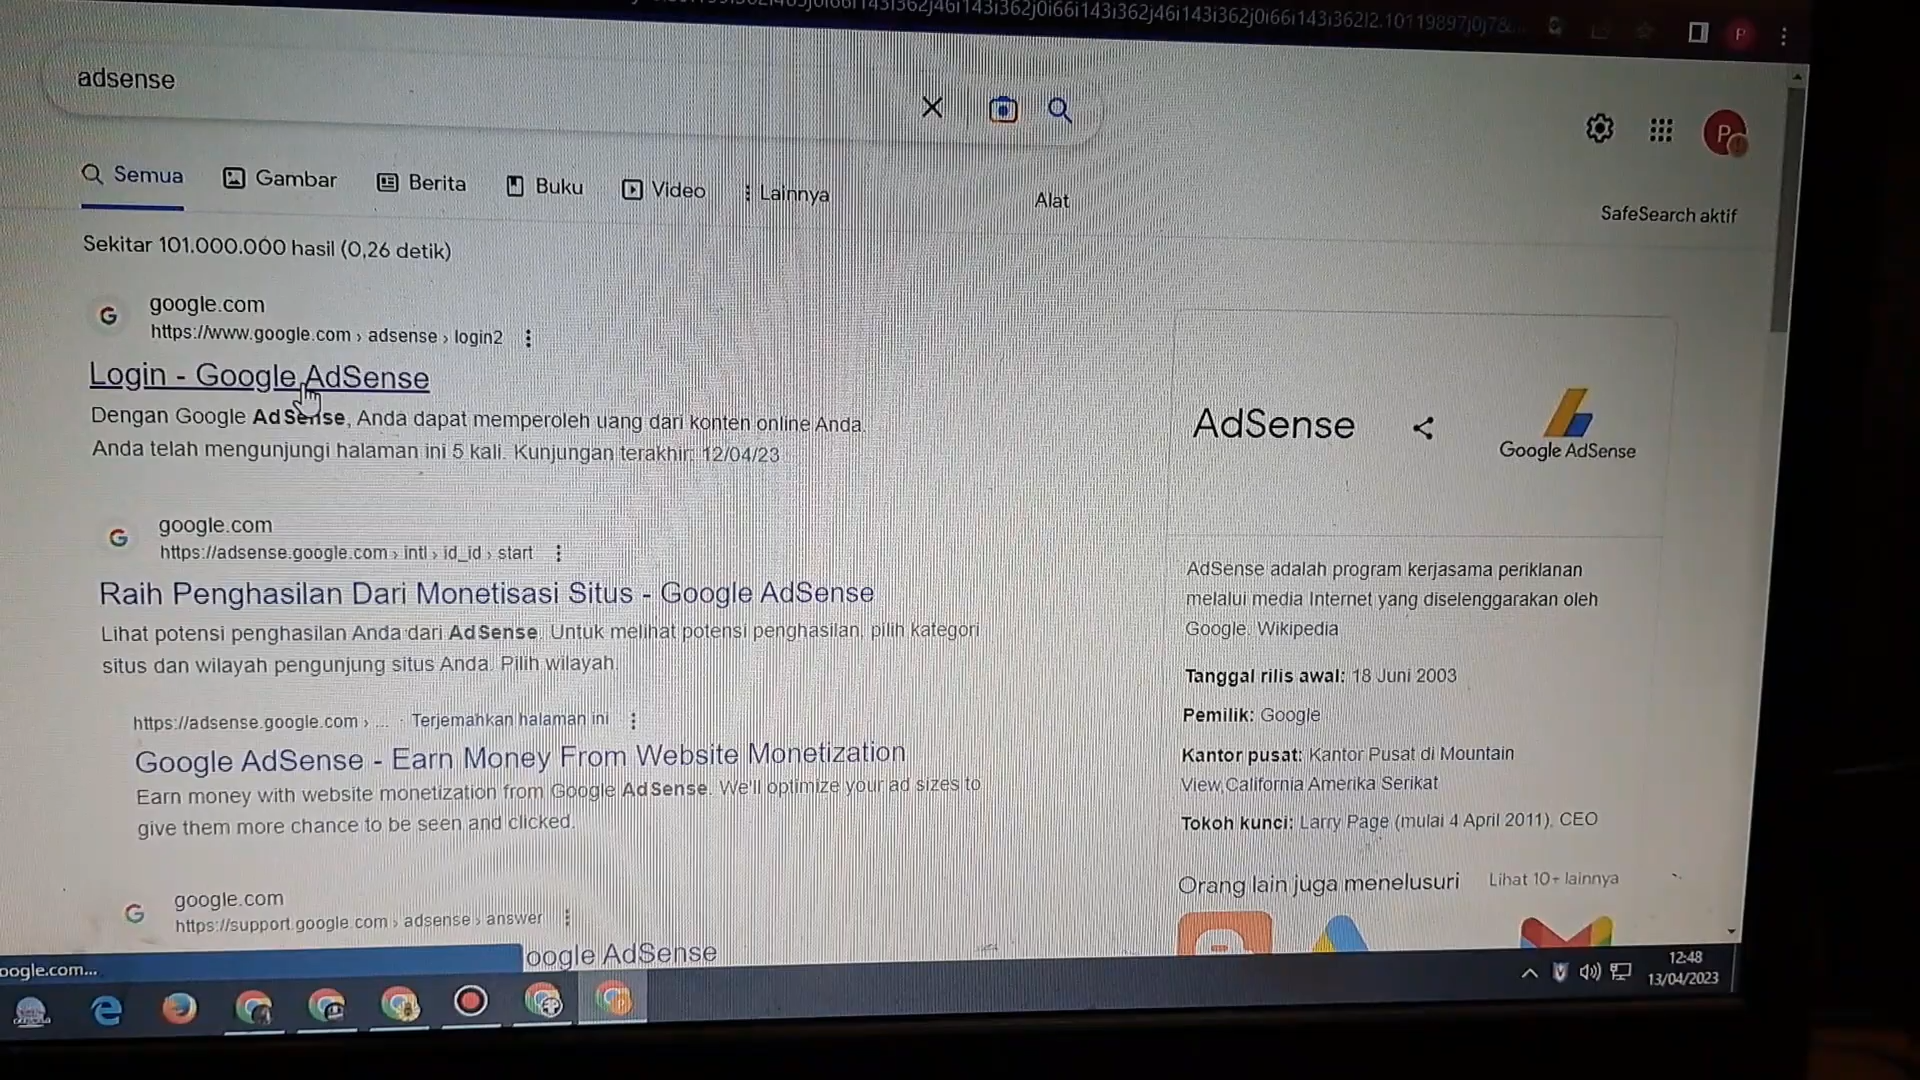 adsense
Semua Gambar Berita Buku Video Lainnya Alat
SafeSearch aktif
Sekitar 101.000.000 hasil (0,26 detik)
google.com
https://www.google.com › adsense › login2
Login - Google AdSense
Dengan Google AdSense, Anda dapat memperoleh uang dari konten online Anda.
Anda telah mengunjungi halaman ini 5 kali. Kunjungan terakhir: 12/04/23
google.com
https://adsense.google.com › intl › id_id › start
Raih Penghasilan Dari Monetisasi Situs - Google AdSense
Lihat potensi penghasilan Anda dari AdSense. Untuk melihat potensi penghasilan, pilih kategori
situs dan wilayah pengunjung situs Anda. Pilih wilayah.
https://adsense.google.com › ... · Terjemahkan halaman ini
Google AdSense - Earn Money From Website Monetization
Earn money with website monetization from Google AdSense. We'll optimize your ad sizes to
give them more chance to be seen and clicked.
google.com
https://support.google.com › adsense › answer
oogle AdSense
oogle.com...
AdSense
Google AdSense
AdSense adalah program kerjasama periklanan
melalui media Internet yang diselenggarakan oleh
Google. Wikipedia
Tanggal rilis awal: 18 Juni 2003
Pemilik: Google
Kantor pusat: Kantor Pusat di Mountain
View,California Amerika Serikat
Tokoh kunci: Larry Page (mulai 4 April 2011), CEO
Orang lain juga menelusuri Lihat 10+ lainnya
12:48
13/04/2023